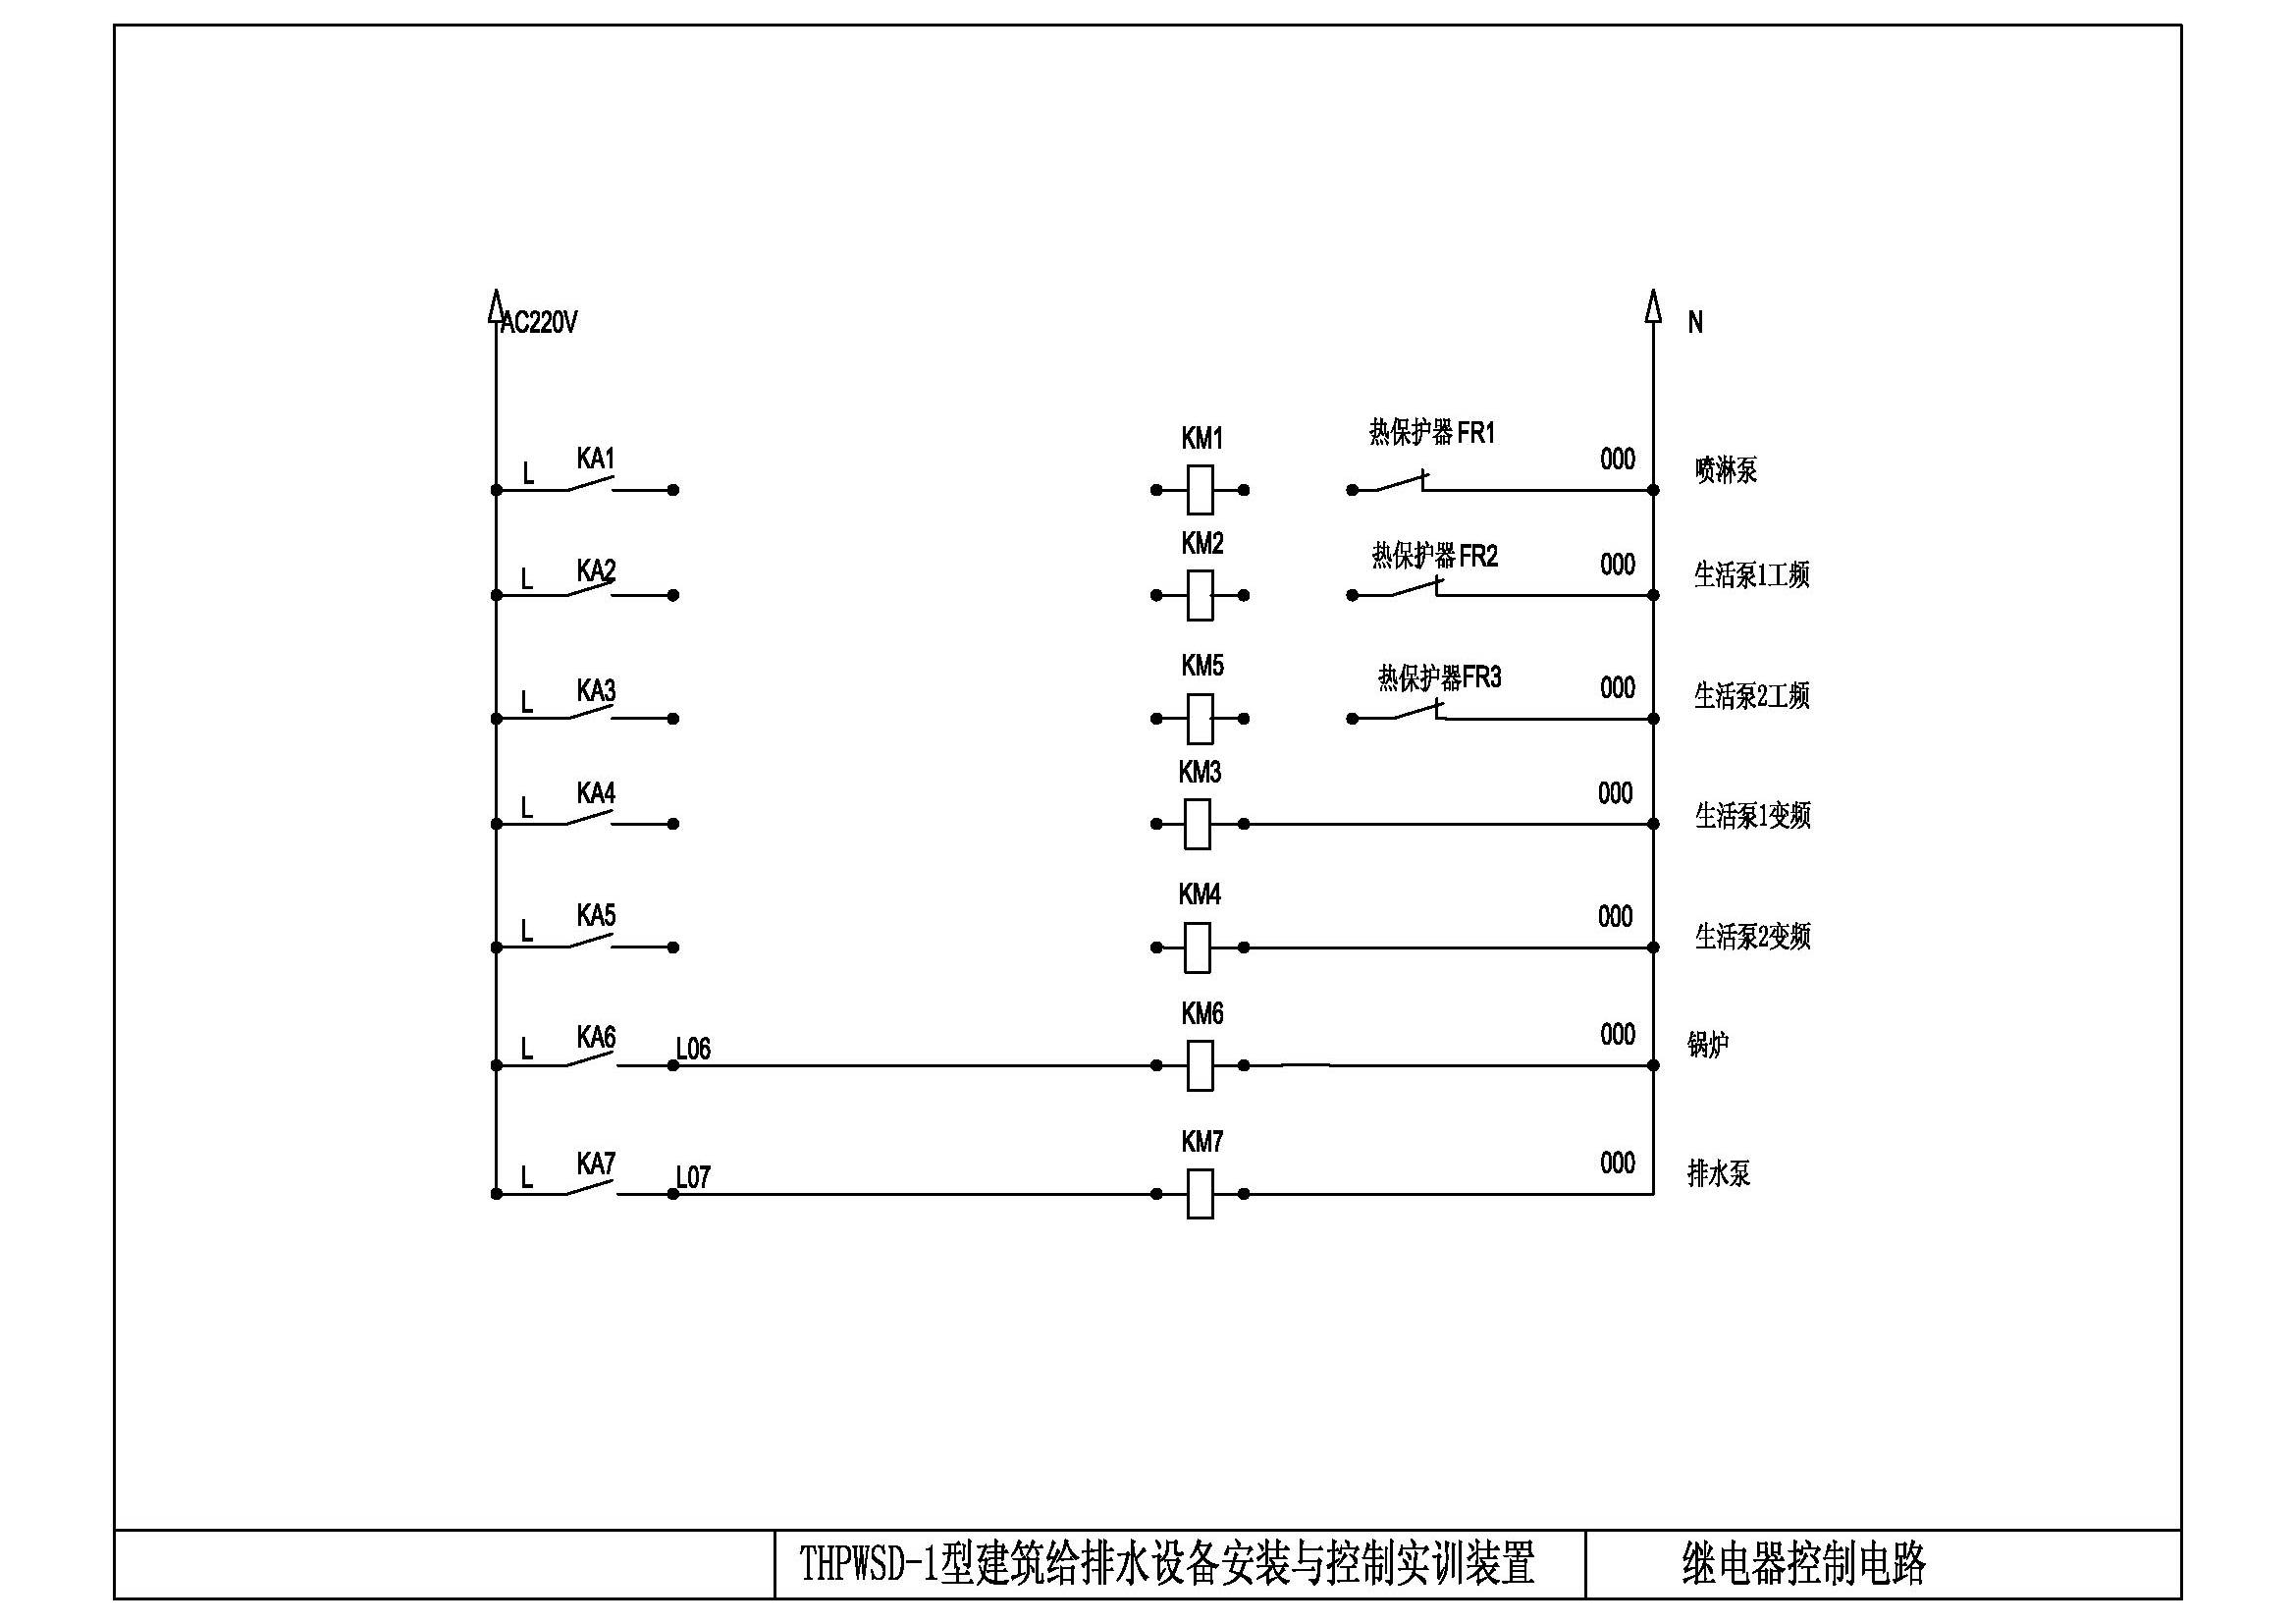 AC220V
N
L KA1 KM1 热保护器 FR1 000 喷淋泵
L KA2 KM2 热保护器 FR2 000 生活泵1工频
L KA3 KM5 热保护器FR3 000 生活泵2工频
L KA4 KM3 000 生活泵1变频
L KA5 KM4 000 生活泵2变频
L KA6 L06 KM6 000 锅炉
L KA7 L07 KM7 000 排水泵
THPWSD-1型建筑给排水设备安装与控制实训装置
继电器控制电路